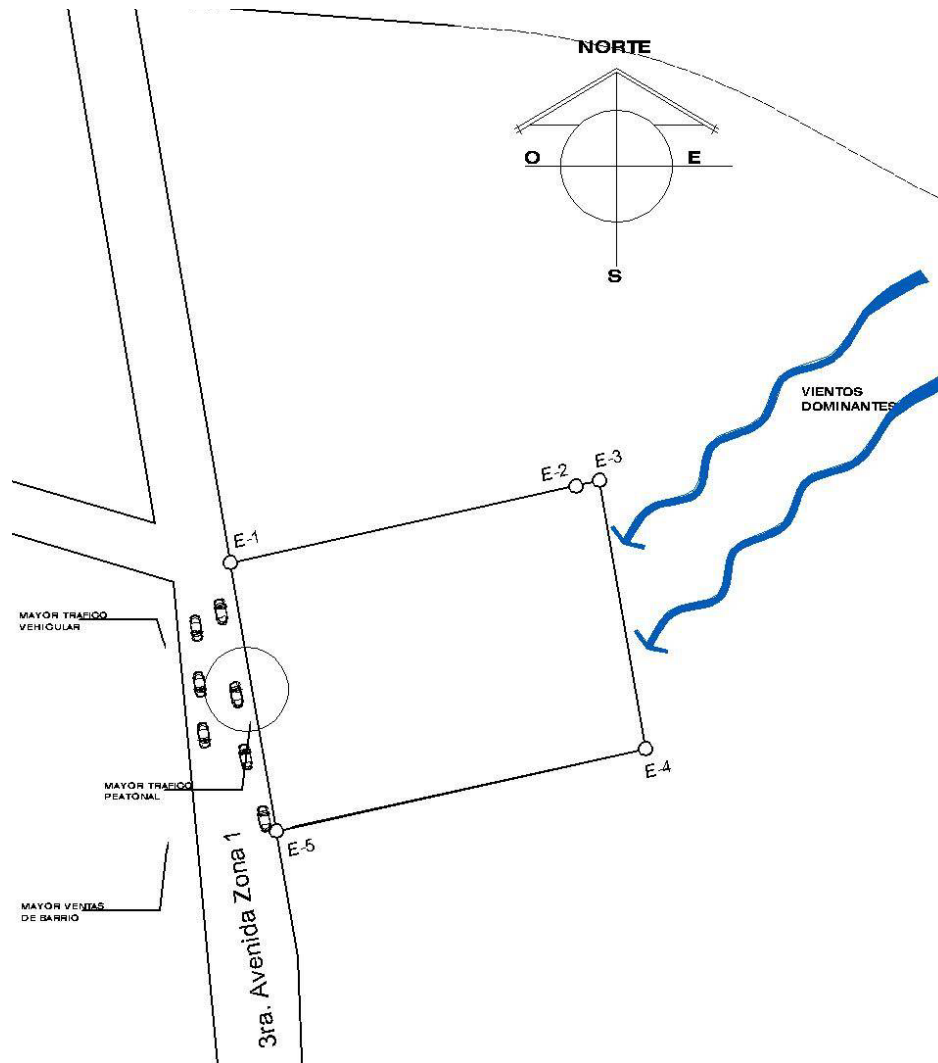 NORTE
O
E
S
VIENTOS
DOMINANTES
E-2
E-3
E-1
MAYOR TRAFICO
VEHICULAR
E-4
MAYOR TRAFICO
PEATONAL
E-5
3ra. Avenida Zona 1
MAYOR VENTAS
DE BARRIO